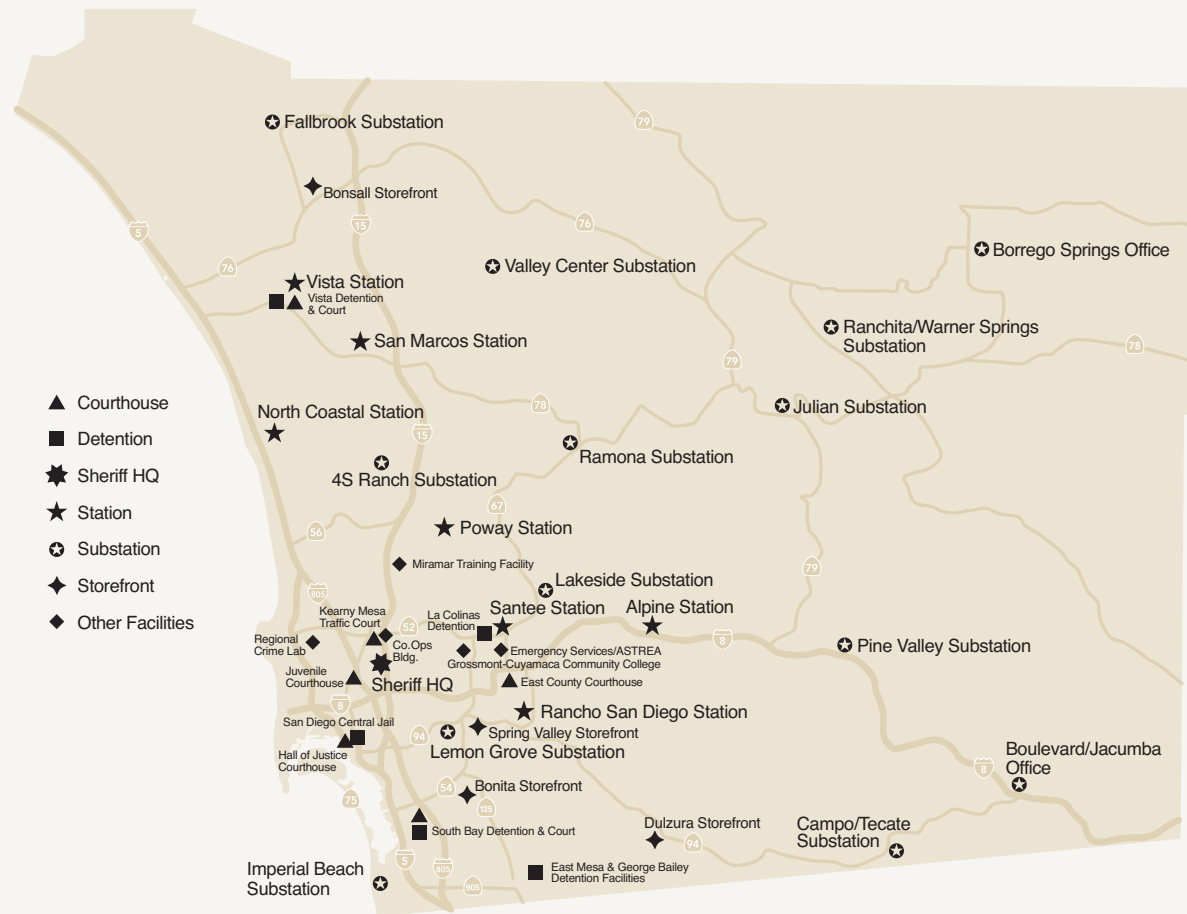 Fallbrook Substation
79
Bonsall Storefront
5
15
76
76
Borrego Springs Office
Valley Center Substation
Vista Station
Vista Detention
& Court
Ranchita/Warner Springs
Substation
San Marcos Station
78
79
Courthouse
Detention
Sheriff HQ
Station
Substation
Storefront
Other Facilities
North Coastal Station
78
Julian Substation
15
Ramona Substation
4S Ranch Substation
67
56
Poway Station
Miramar Training Facility
79
805
Lakeside Substation
Kearny Mesa
Traffic Court
52
La Colinas
Detention
Santee Station
Alpine Station
8
Regional
Crime Lab
Co.Ops
Bldg.
Emergency Services/ASTREA
Grossmont-Cuyamaca Community College
Pine Valley Substation
Juvenile
Courthouse
Sheriff HQ
East County Courthouse
8
San Diego Central Jail
Rancho San Diego Station
94
Spring Valley Storefront
Lemon Grove Substation
Hall of Justice
Courthouse
Boulevard/Jacumba
Office
8
75
54
Bonita Storefront
125
South Bay Detention & Court
Dulzura Storefront
94
Campo/Tecate
Substation
5
805
905
Imperial Beach
Substation
East Mesa & George Bailey
Detention Facilities